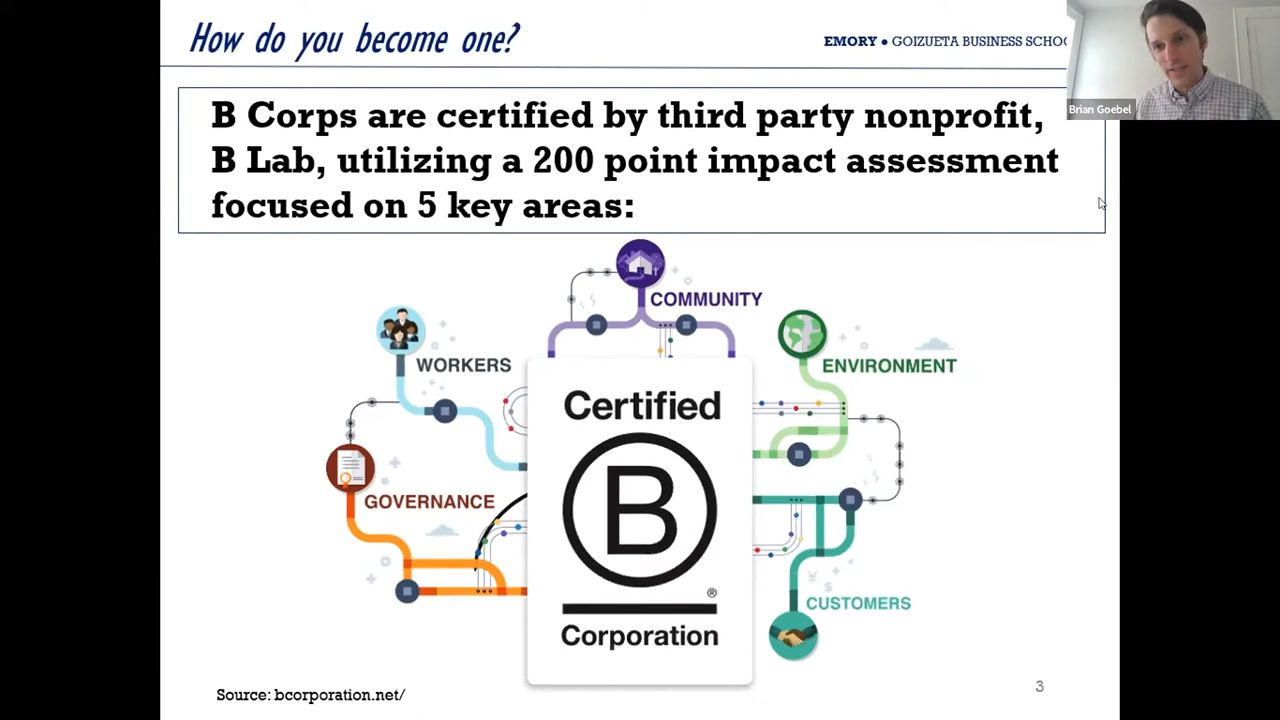 How do you become one?
EMORY ● GOIZUETA BUSINESS SCHOO
Brian Goebel
B Corps are certified by third party nonprofit,
B Lab, utilizing a 200 point impact assessment
focused on 5 key areas:
COMMUNITY
WORKERS
ENVIRONMENT
GOVERNANCE
CUSTOMERS
Certified
B
®
Corporation
Source: bcorporation.net/
3